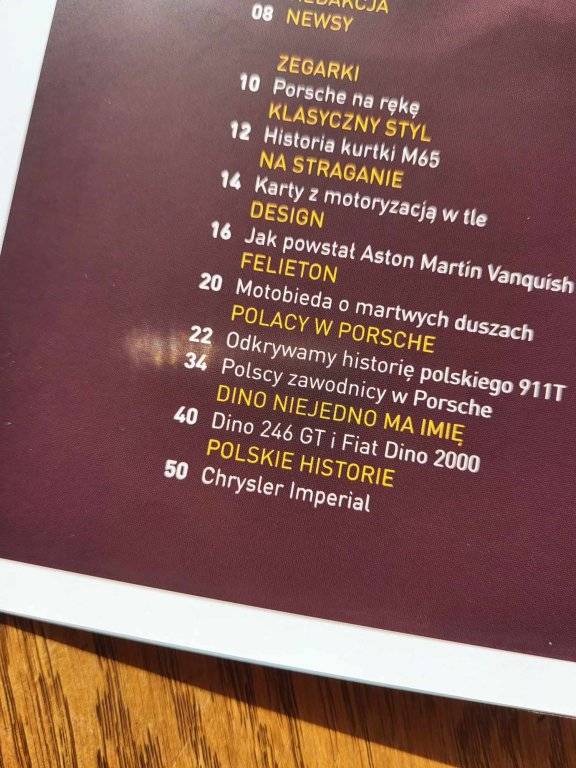 REDAKCJA
08 NEWSY
ZEGARKI
10 Porsche na rękę
KLASYCZNY STYL
12 Historia kurtki M65
NA STRAGANIE
14 Karty z motoryzacją w tle
DESIGN
16 Jak powstał Aston Martin Vanquish
FELIETON
20 Motobieda o martwych duszach
POLACY W PORSCHE
22 Odkrywamy historię polskiego 911T
34 Polscy zawodnicy w Porsche
DINO NIEJEDNO MA IMIĘ
40 Dino 246 GT i Fiat Dino 2000
POLSKIE HISTORIE
50 Chrysler Imperial